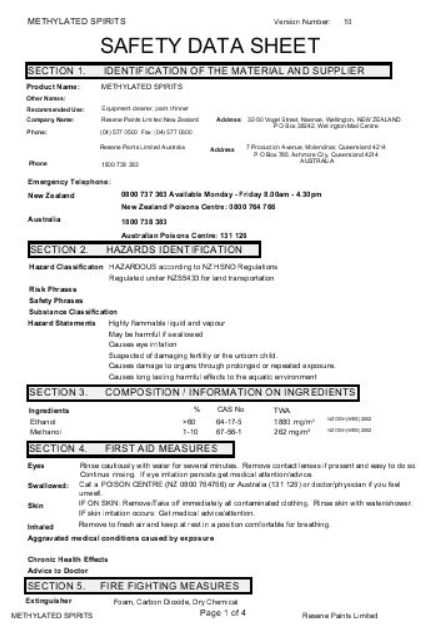 METHYLATED SPIRITS Version Number: 10
SAFETY DATA SHEET
SECTION 1. IDENTIFICATION OF THE MATERIAL AND SUPPLIER
Product Name: METHYLATED SPIRITS
Other Names:
Recommended Use: Equipment cleaner, paint thinner
Company Name: Resene Paints Limited New Zealand Address: 32-50 Vogel Street, Naenae, Wellington, NEW ZEALAND
P O Box 38242, Wellington Mail Centre
Phone: (04) 577 0500 Fax: (04) 577 0600
Resene Paints Limited Australia Address 7 Production Avenue, Molendinar, Queensland 4214
P O Box 785, Ashmore City, Queensland 4214
AUSTRALIA
Phone 1800 738 383
Emergency Telephone:
New Zealand 0800 737 363 Available Monday - Friday 8.00am - 4.30pm
New Zealand Poisons Centre: 0800 764 766
Australia 1800 738 383
Australian Poisons Centre: 131 126
SECTION 2. HAZARDS IDENTIFICATION
Hazard Classification HAZARDOUS according to NZ HSNO Regulations
Regulated under NZS5433 for land transportation
Risk Phrases
Safety Phrases
Substance Classification
Hazard Statements Highly flammable liquid and vapour
May be harmful if swallowed
Causes eye irritation
Suspected of damaging fertility or the unborn child.
Causes damage to organs through prolonged or repeated exposure.
Causes long lasting harmful effects to the aquatic environment
SECTION 3. COMPOSITION / INFORMATION ON INGREDIENTS
Ingredients % CAS No TWA
Ethanol >60 64-17-5 1880 mg/m³
Methanol 1-10 67-56-1 262 mg/m³
SECTION 4. FIRST AID MEASURES
Eyes Rinse cautiously with water for several minutes. Remove contact lenses if present and easy to do so.
Continue rinsing. If eye irritation persists get medical attention/advice.
Swallowed: Call a POISON CENTRE (NZ 0800 764766) or Australia (131 126) or doctor/physician if you feel
unwell.
Skin IF ON SKIN: Remove/Take off immediately all contaminated clothing. Rinse skin with water/shower.
IF skin irritation occurs: Get medical advice/attention.
Inhaled Remove to fresh air and keep at rest in a position comfortable for breathing.
Aggravated medical conditions caused by exposure
Chronic Health Effects
Advice to Doctor
SECTION 5. FIRE FIGHTING MEASURES
Extinguisher Foam, Carbon Dioxide, Dry Chemical
METHYLATED SPIRITS Page 1 of 4 Resene Paints Limited